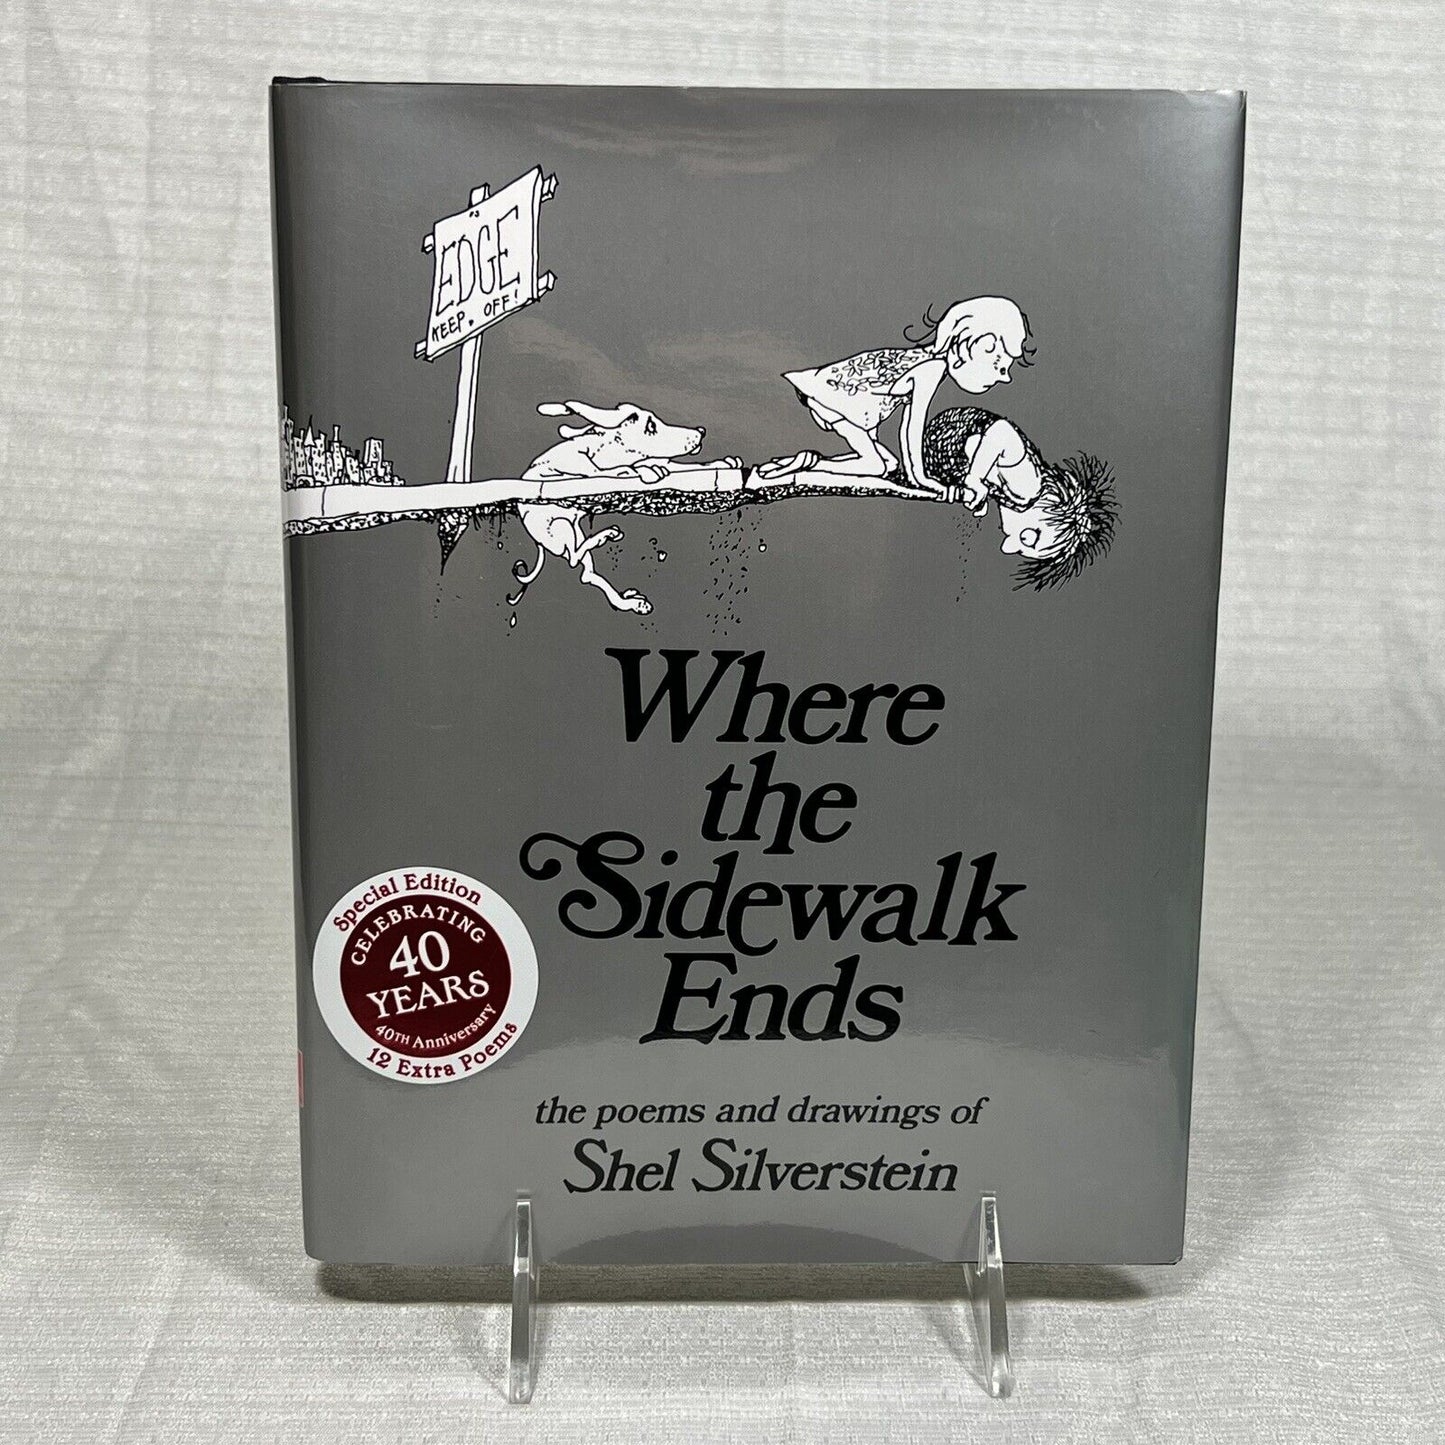 EDGE
KEEP. OFF!
Where
the
Sidewalk
Ends
Special Edition
CELEBRATING
40
YEARS
40TH Anniversary
12 Extra Poems
the poems and drawings of
Shel Silverstein